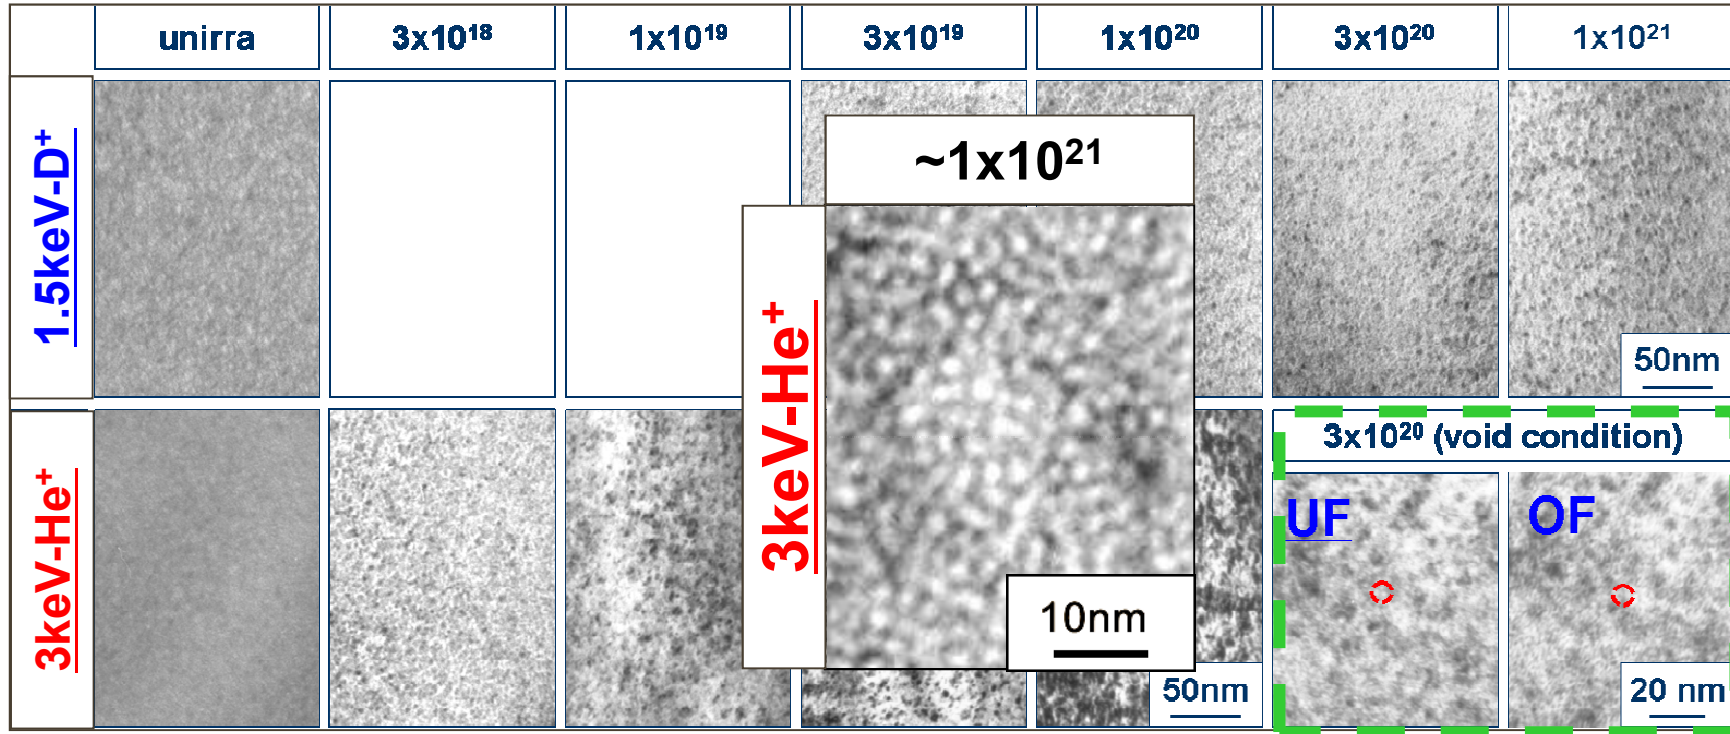 unirra
3x10¹⁸
1x10¹⁹
3x10¹⁹
1x10²⁰
3x10²⁰
1x10²¹
1.5keV-D⁺
50nm
~1x10²¹
3keV-He⁺
10nm
3keV-He⁺
50nm
3x10²⁰ (void condition)
UF
OF
20 nm